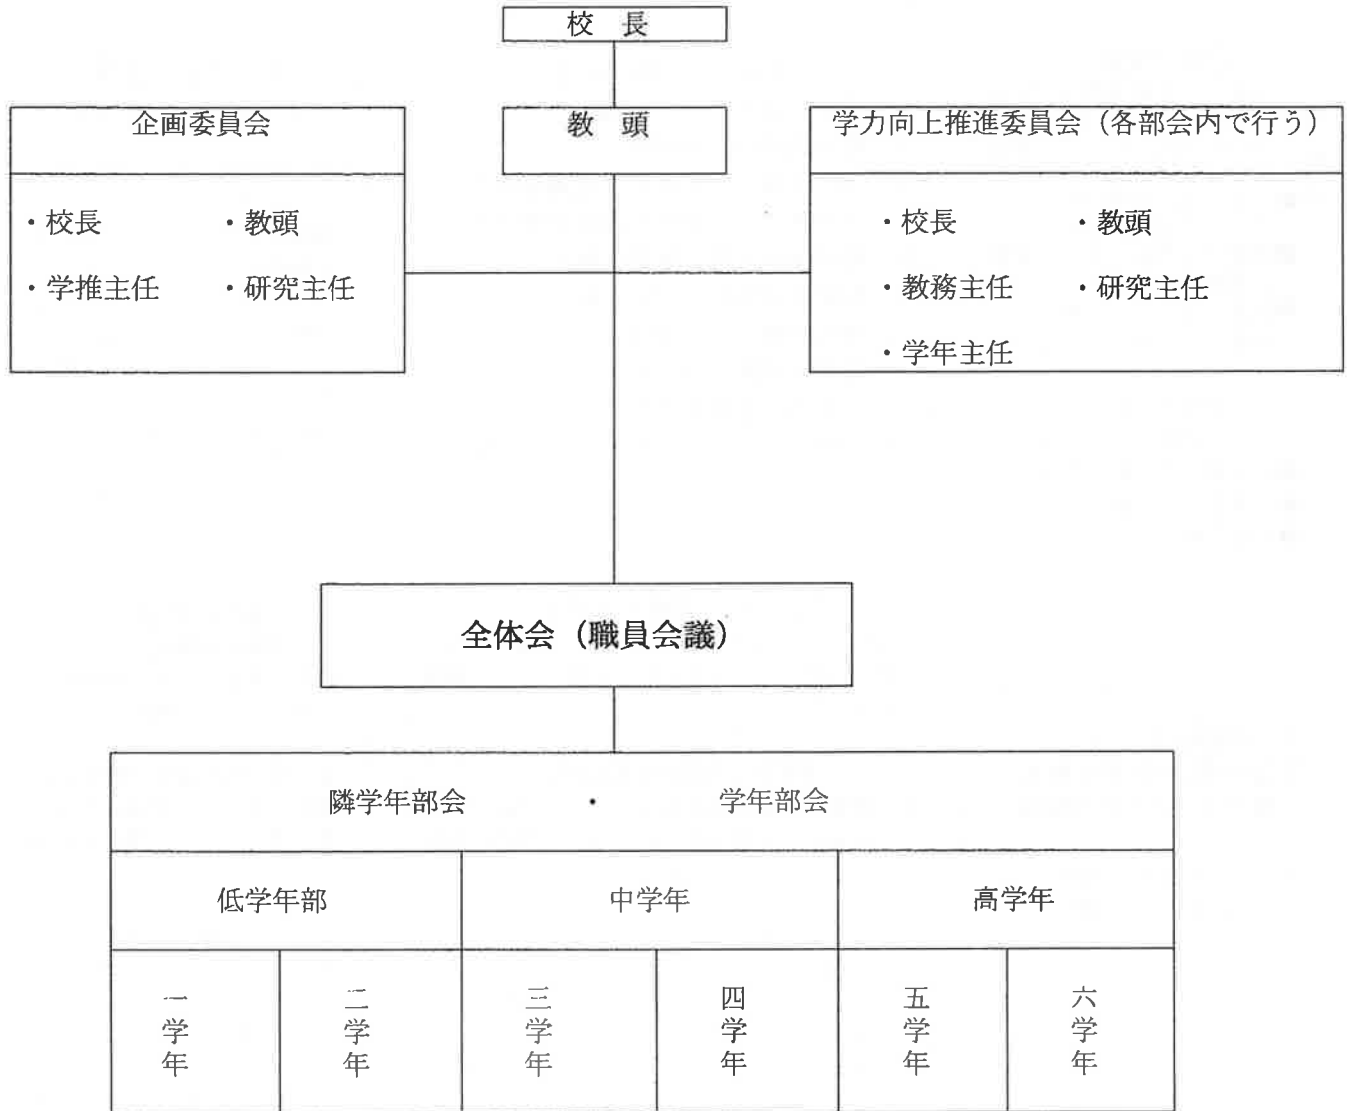 校　長
企画委員会
・校長　・教頭
・学推主任　・研究主任
教　頭
学力向上推進委員会（各部会内で行う）
・校長　・教頭
・教務主任　・研究主任
・学年主任
全体会（職員会議）
隣学年部会　・　学年部会
低学年部　中学年　高学年
一学年　二学年　三学年　四学年　五学年　六学年